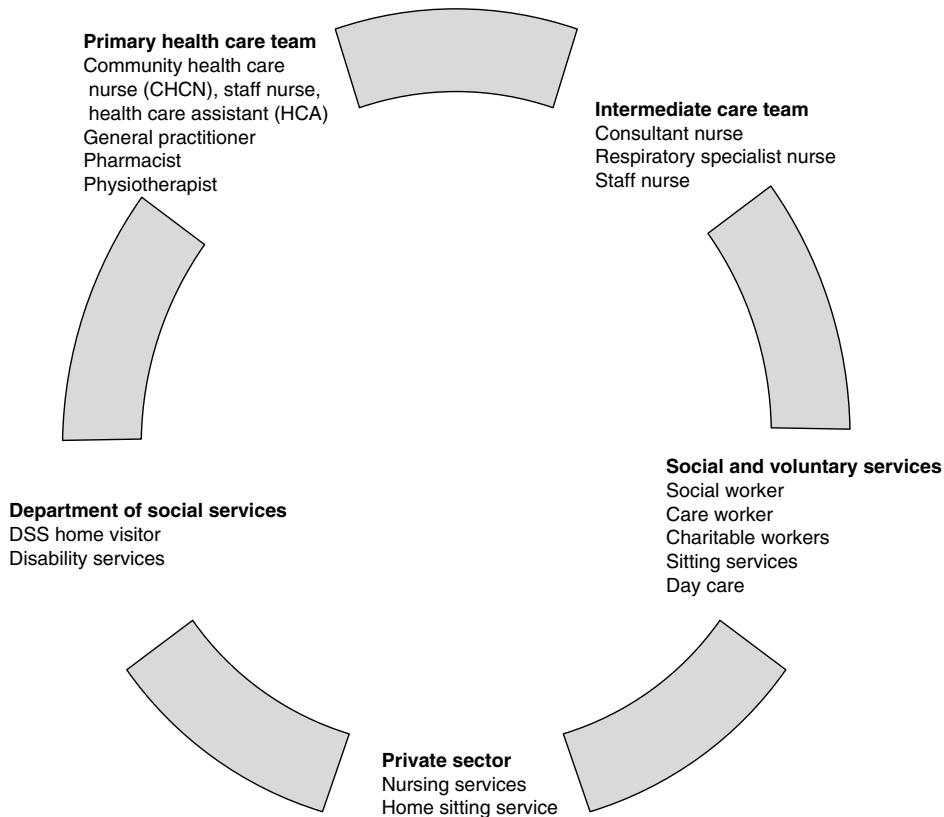 Primary health care team
Community health care
nurse (CHCN), staff nurse,
health care assistant (HCA)
General practitioner
Pharmacist
Physiotherapist
Intermediate care team
Consultant nurse
Respiratory specialist nurse
Staff nurse
Social and voluntary services
Social worker
Care worker
Charitable workers
Sitting services
Day care
Department of social services
DSS home visitor
Disability services
Private sector
Nursing services
Home sitting service